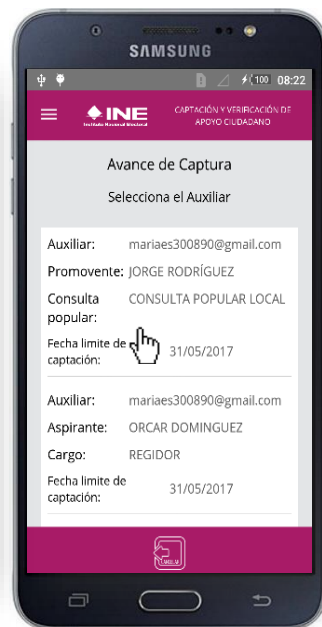 SAMSUNG
100 08:22
INE
Instituto Nacional Electoral
CAPTACIÓN Y VERIFICACIÓN DE
APOYO CIUDADANO
Avance de Captura
Selecciona el Auxiliar
Auxiliar: mariaes300890@gmail.com
Promovente: JORGE RODRÍGUEZ
Consulta CONSULTA POPULAR LOCAL
popular:
Fecha limite de
captación: 31/05/2017
Auxiliar: mariaes300890@gmail.com
Aspirante: ORCAR DOMINGUEZ
Cargo: REGIDOR
Fecha limite de
captación: 31/05/2017